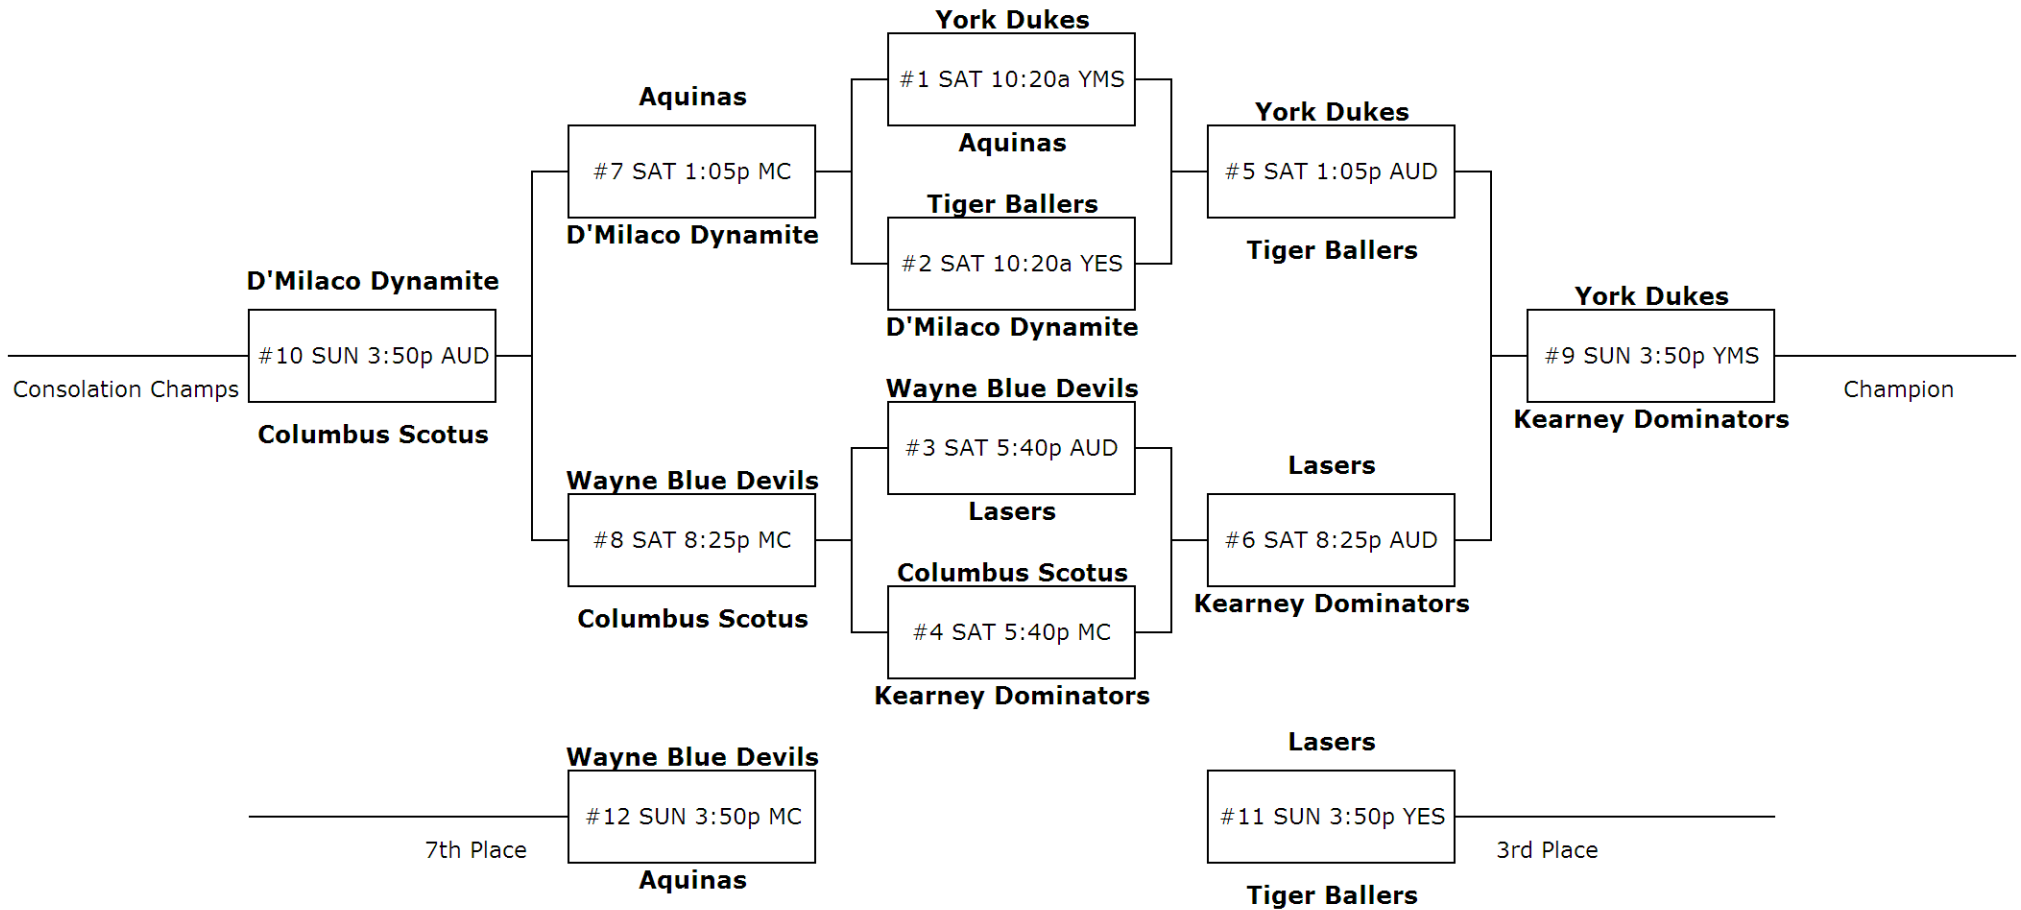 York Dukes
#1 SAT 10:20a YMS
Aquinas
Aquinas
#7 SAT 1:05p MC
D'Milaco Dynamite
York Dukes
#5 SAT 1:05p AUD
Tiger Ballers
Tiger Ballers
#2 SAT 10:20a YES
D'Milaco Dynamite
D'Milaco Dynamite
#10 SUN 3:50p AUD
Consolation Champs
Columbus Scotus
York Dukes
#9 SUN 3:50p YMS
Champion
Kearney Dominators
Wayne Blue Devils
#3 SAT 5:40p AUD
Lasers
Wayne Blue Devils
#8 SAT 8:25p MC
Columbus Scotus
Lasers
#6 SAT 8:25p AUD
Kearney Dominators
Columbus Scotus
#4 SAT 5:40p MC
Kearney Dominators
Wayne Blue Devils
#12 SUN 3:50p MC
7th Place
Aquinas
Lasers
#11 SUN 3:50p YES
3rd Place
Tiger Ballers